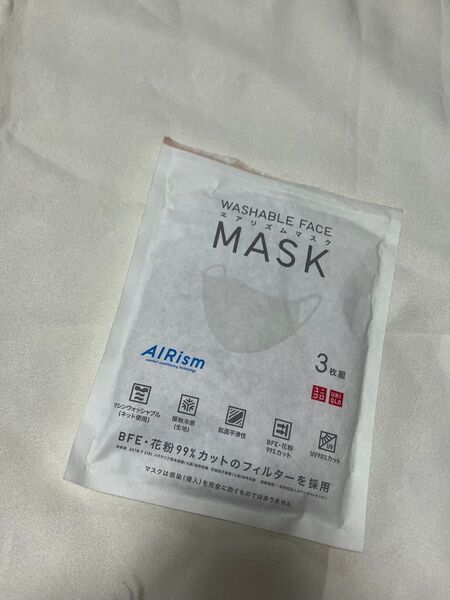 WASHABLE FACE
エアリズムマスク
MASK
AIRism
comfort conditioning technology
3枚組
ユニクロ
UNIQLO
マシンウォッシャブル
(ネット使用)
接触冷感
(生地)
肌面平滑性
BFE・花粉
99%カット
UV
UV90%カット
BFE・花粉99%カットのフィルターを採用
マスクは感染(侵入)を完全に防ぐものではありません